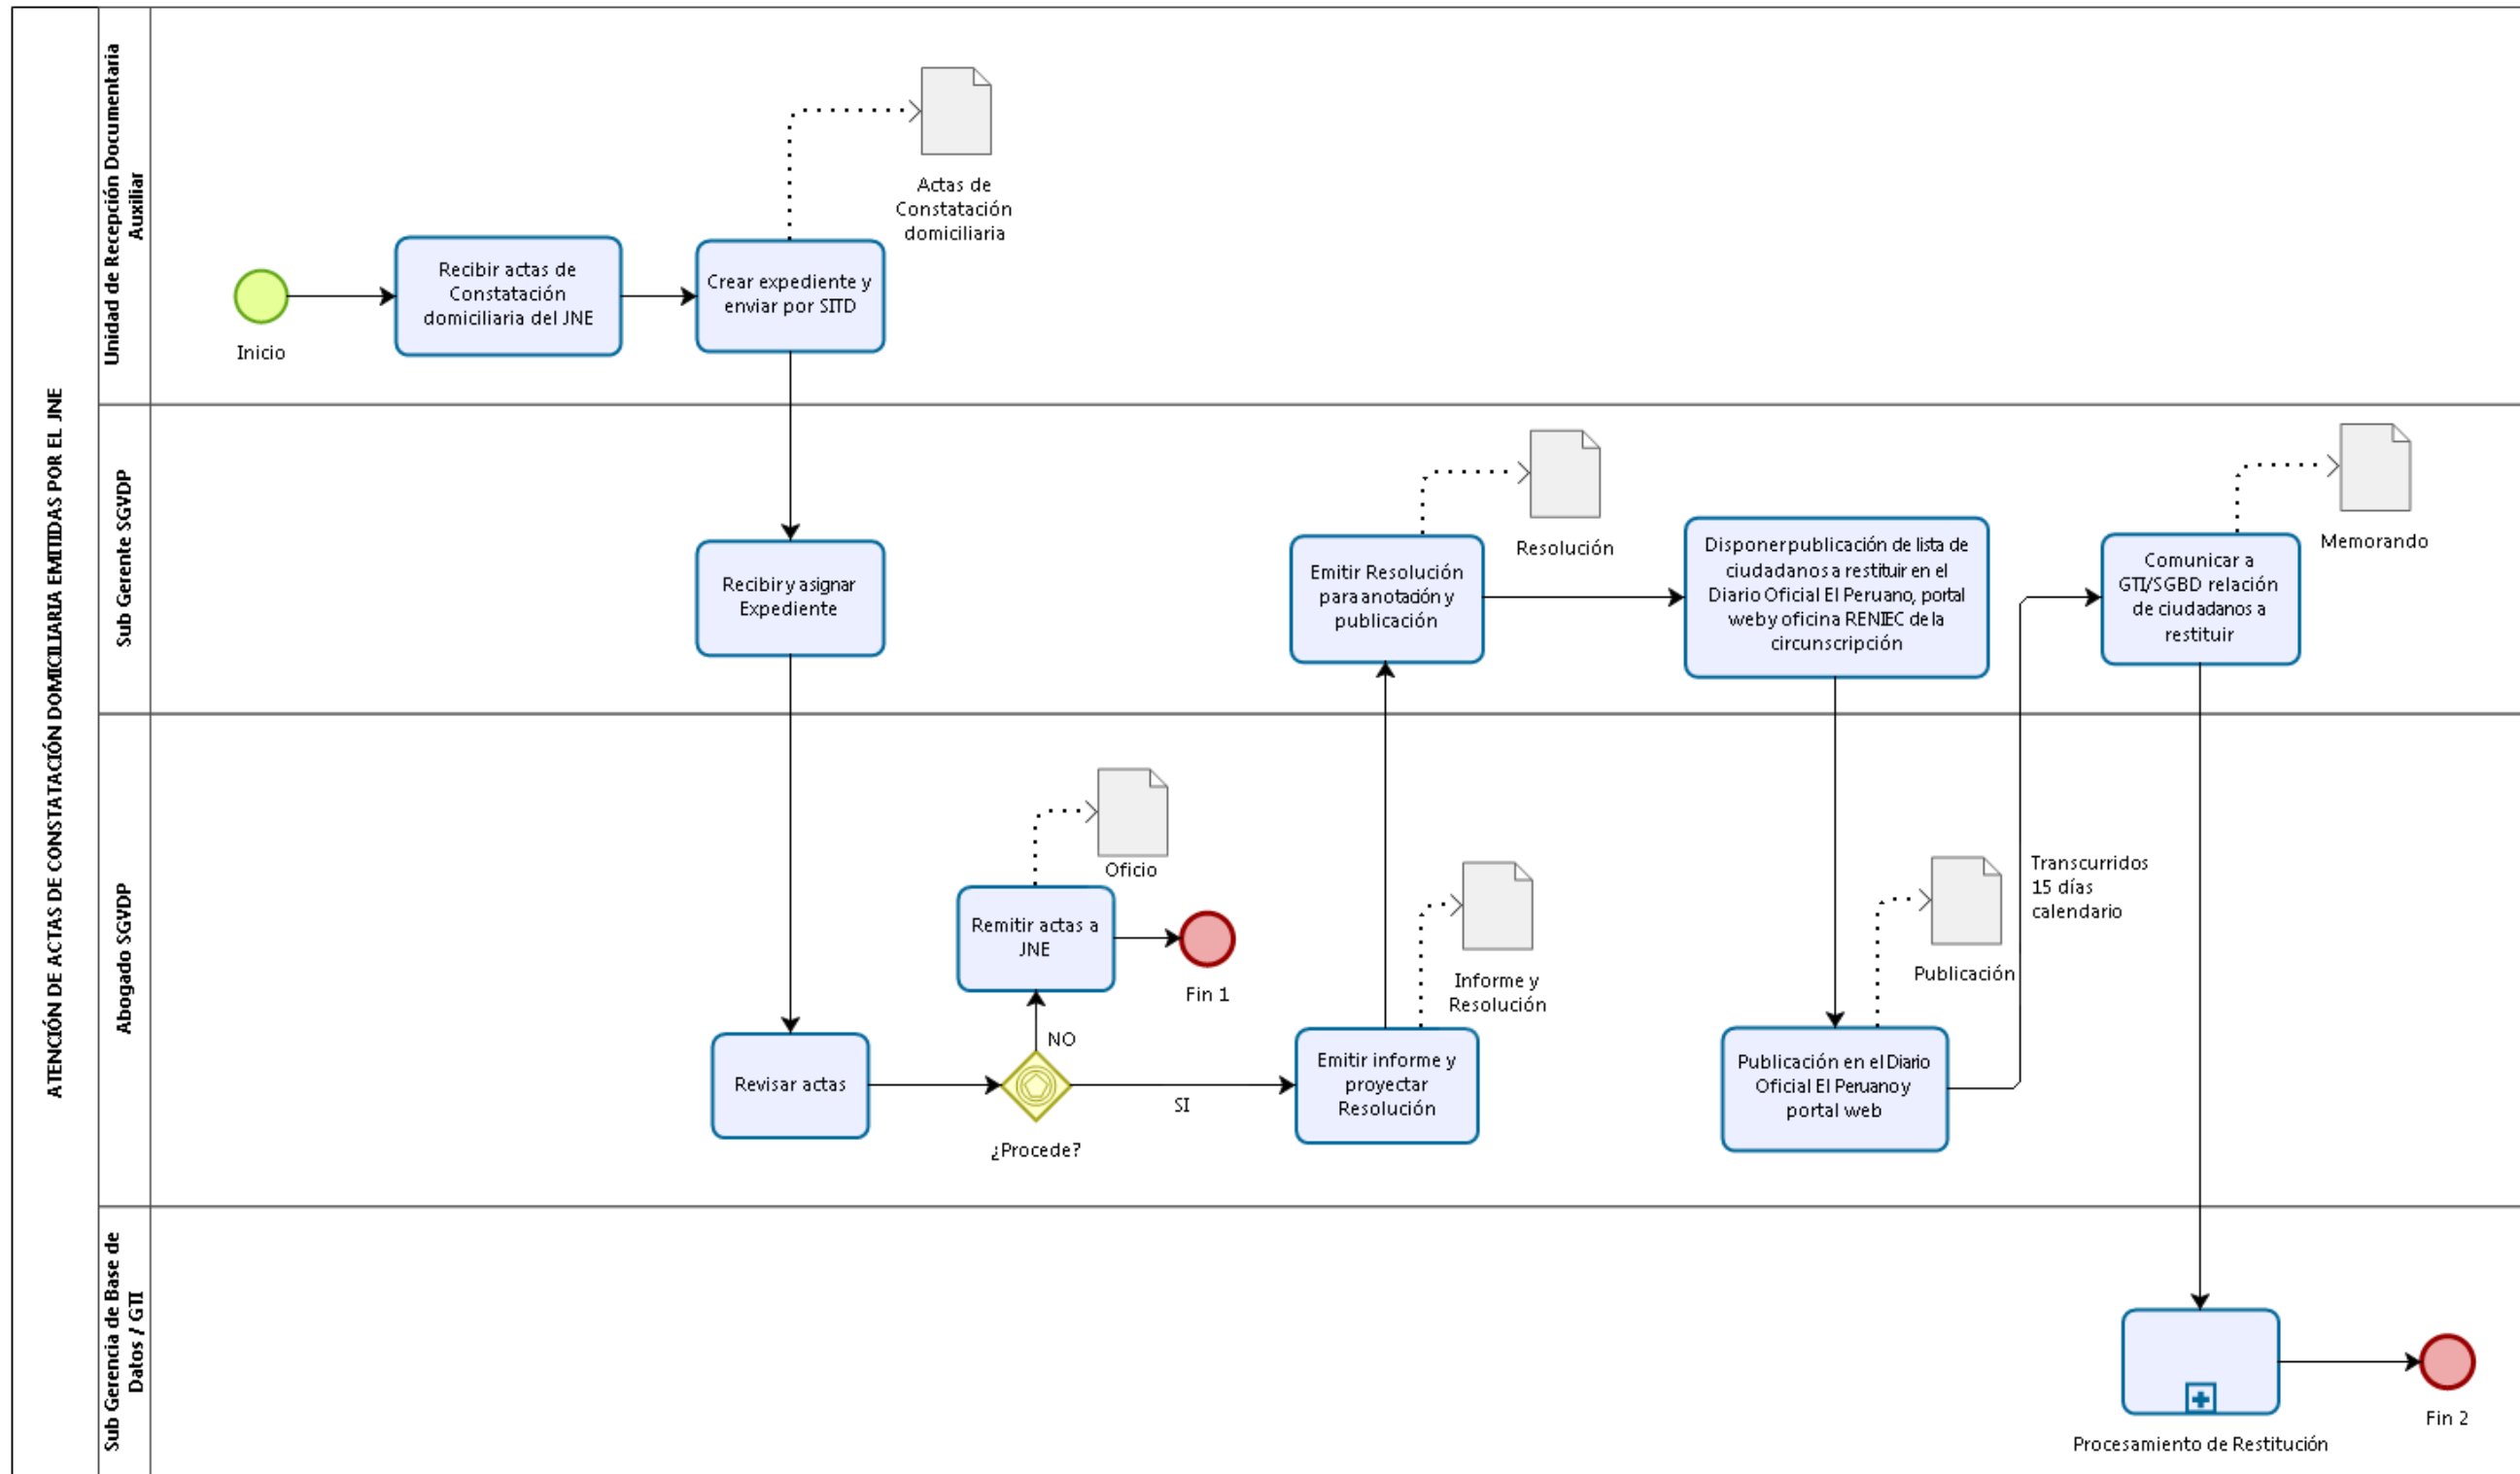 ATENCIÓN DE ACTAS DE CONSTATACIÓN DOMICILIARIA EMITIDAS POR EL JNE
Unidad de Recepción Documentaria
Auxiliar
Inicio
Recibir actas de
Constatación
domiciliaria del JNE
Crear expediente y
enviar por SITD
Actas de
Constatación
domiciliaria
Sub Gerente SGVDP
Recibir y asignar
Expediente
Emitir Resolución
para anotación y
publicación
Resolución
Disponer publicación de lista de
ciudadanos a restituir en el
Diario Oficial El Peruano, portal
web y oficina RENIEC de la
circunscripción
Comunicar a
GTI/SGBD relación
de ciudadanos a
restituir
Memorando
Abogado SGVDP
Revisar actas
¿Procede?
NO
SI
Remitir actas a
JNE
Oficio
Fin 1
Emitir informe y
proyectar
Resolución
Informe y
Resolución
Publicación en el Diario
Oficial El Peruano y
portal web
Publicación
Transcurridos
15 días
calendario
Sub Gerencia de Base de
Datos / GTI
Procesamiento de Restitución
Fin 2